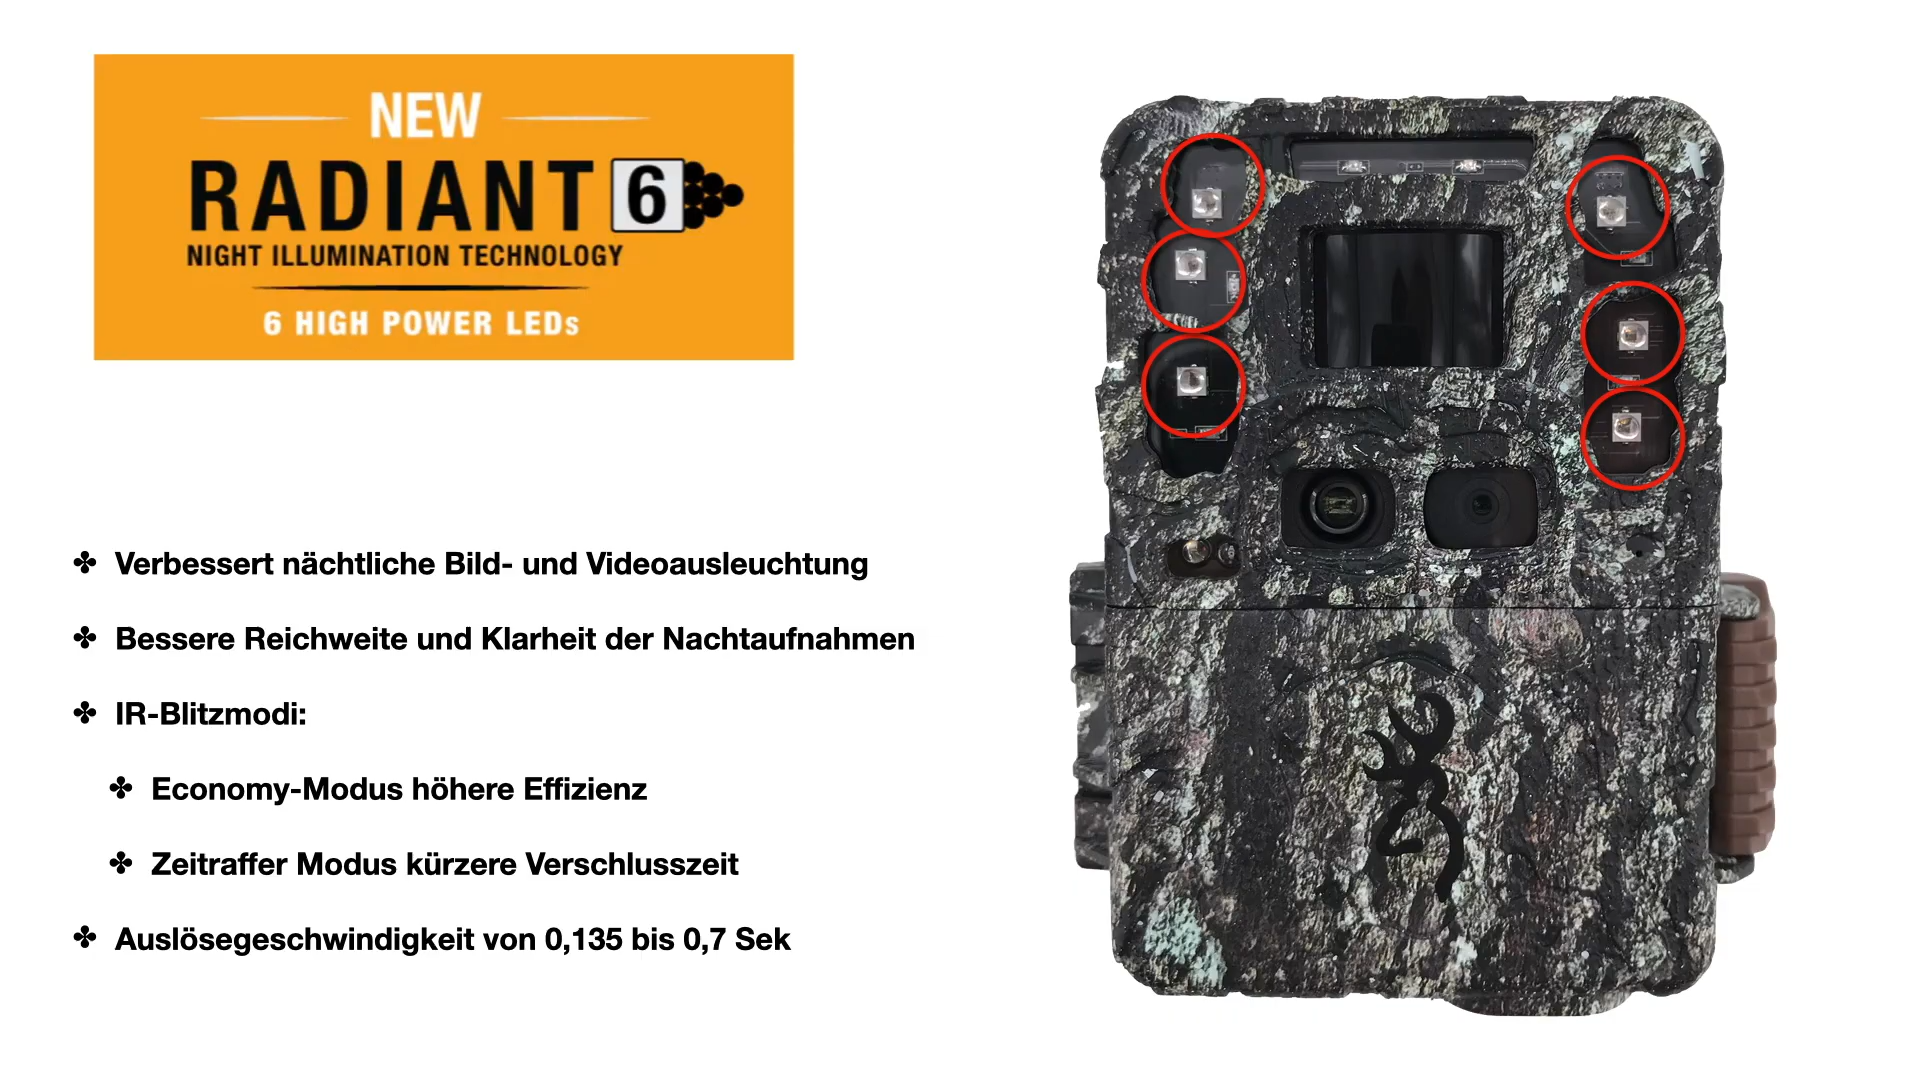 NEW
RADIANT 6
NIGHT ILLUMINATION TECHNOLOGY
6 HIGH POWER LEDs
Verbessert nächtliche Bild- und Videoausleuchtung
Bessere Reichweite und Klarheit der Nachtaufnahmen
IR-Blitzmodi:
Economy-Modus höhere Effizienz
Zeitraffer Modus kürzere Verschlusszeit
Auslösegeschwindigkeit von 0,135 bis 0,7 Sek